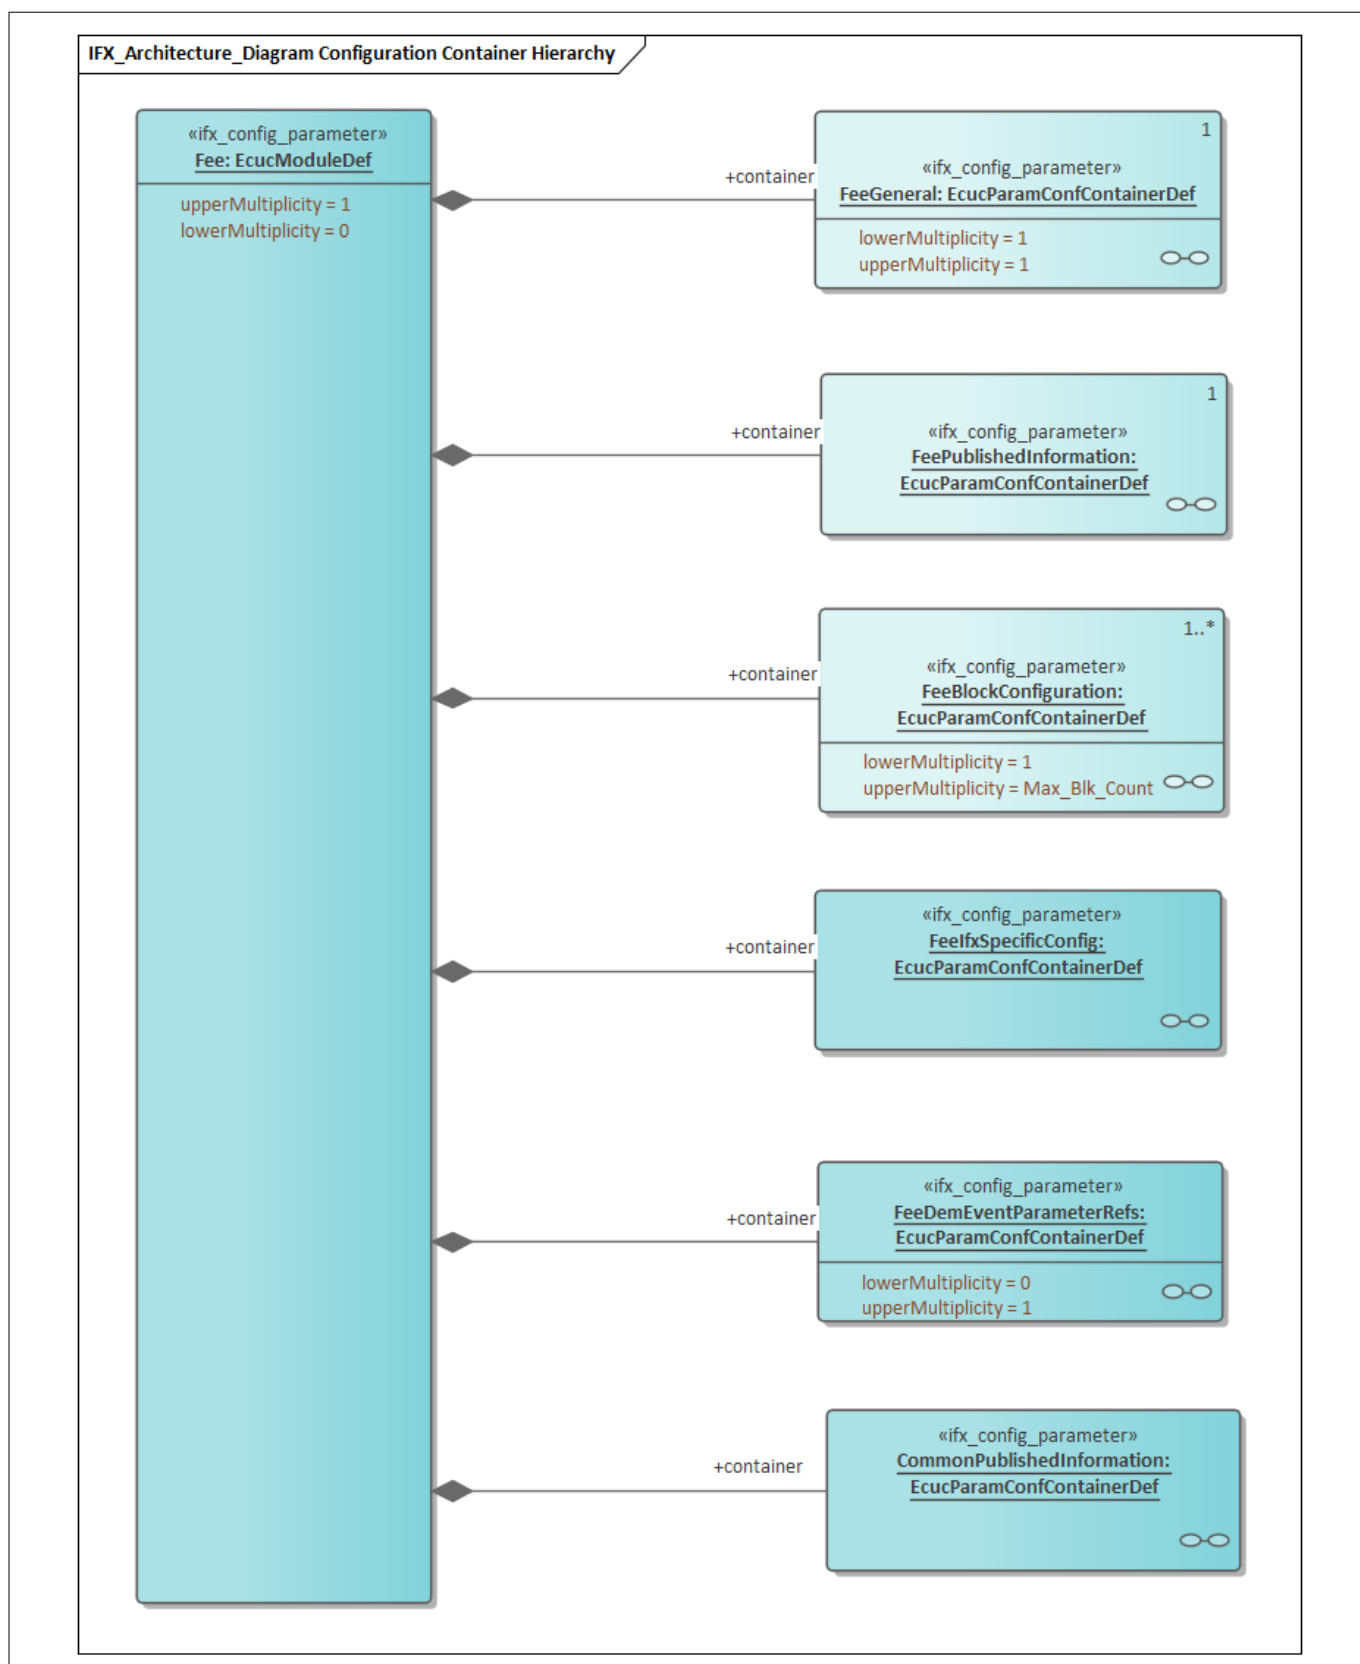 IFX_Architecture_Diagram Configuration Container Hierarchy
«ifx_config_parameter»
Fee: EcucModuleDef
upperMultiplicity = 1
lowerMultiplicity = 0
+container
1
«ifx_config_parameter»
FeeGeneral: EcucParamConfContainerDef
lowerMultiplicity = 1
upperMultiplicity = 1
+container
1
«ifx_config_parameter»
FeePublishedInformation:
EcucParamConfContainerDef
+container
1..*
«ifx_config_parameter»
FeeBlockConfiguration:
EcucParamConfContainerDef
lowerMultiplicity = 1
upperMultiplicity = Max_Blk_Count
+container
«ifx_config_parameter»
FeeIfxSpecificConfig:
EcucParamConfContainerDef
+container
«ifx_config_parameter»
FeeDemEventParameterRefs:
EcucParamConfContainerDef
lowerMultiplicity = 0
upperMultiplicity = 1
+container
«ifx_config_parameter»
CommonPublishedInformation:
EcucParamConfContainerDef